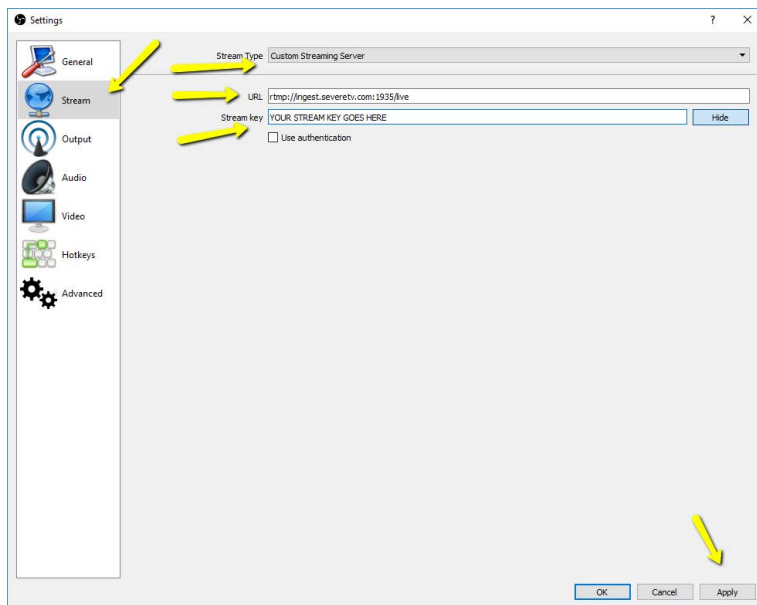 Settings
?
General
Stream
Output
Audio
Video
Hotkeys
Advanced
Stream Type Custom Streaming Server
URL rtmp://ingest.severetv.com:1935/live
Stream key YOUR STREAM KEY GOES HERE Hide
Use authentication
OK Cancel Apply